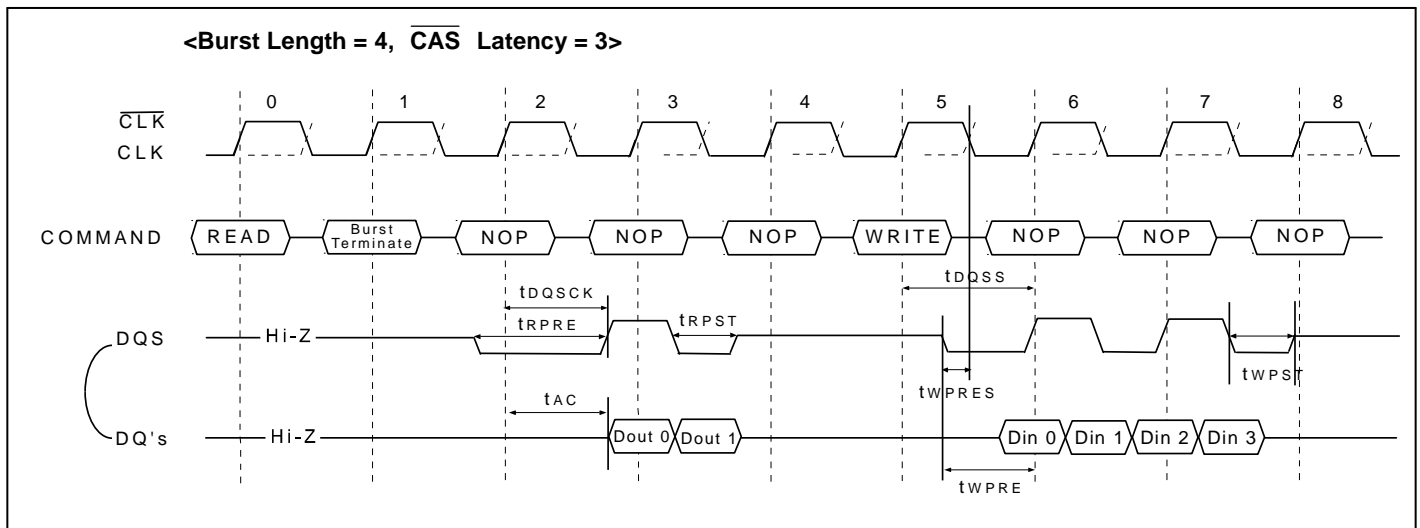 <Burst Length = 4, CAS Latency = 3>
0 1 2 3 4 5 6 7 8
CLK
CLK
COMMAND READ Burst Terminate NOP NOP NOP WRITE NOP NOP NOP
tDQSS
tDQSCK
tRPRE tRPST
DQS Hi-Z
tWPRES tWPST
tAC
DQ's Hi-Z Dout 0 Dout 1 Din 0 Din 1 Din 2 Din 3
tWPRE